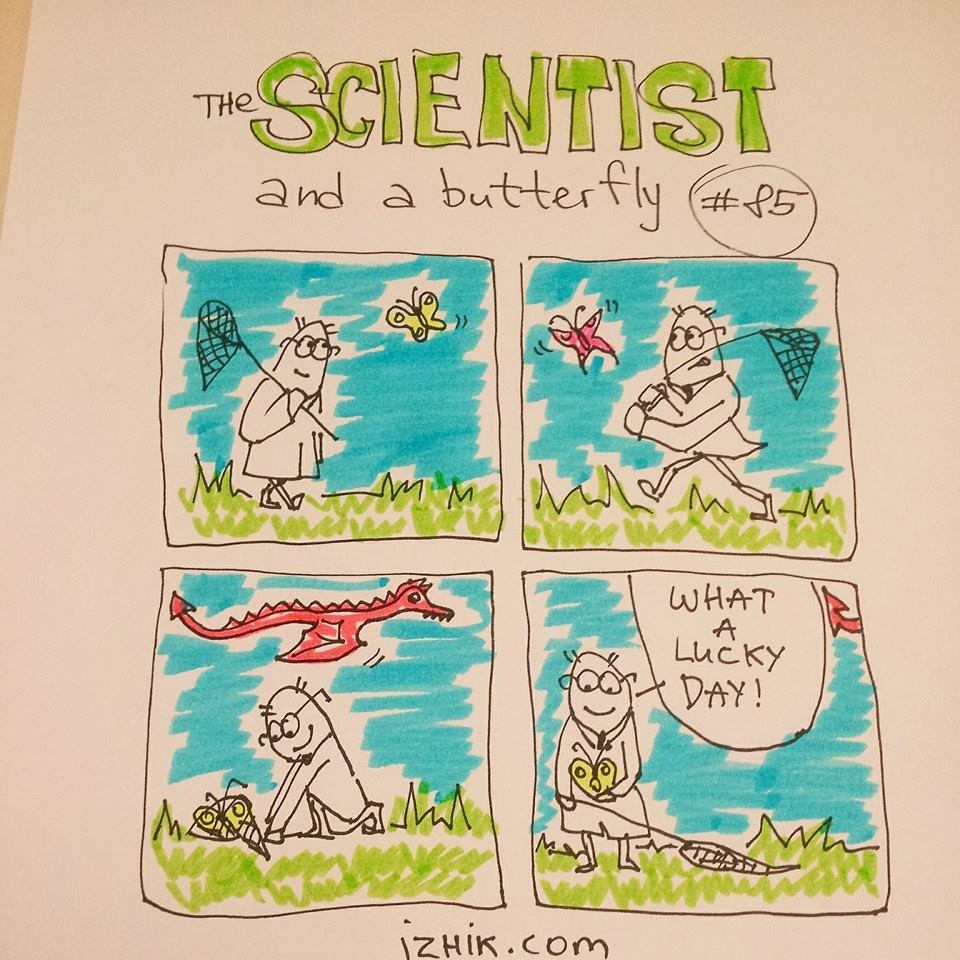 THe SCIENTIST
and a butterfly #85
WHAT
A
LUCKY
DAY!
iZHiK.com